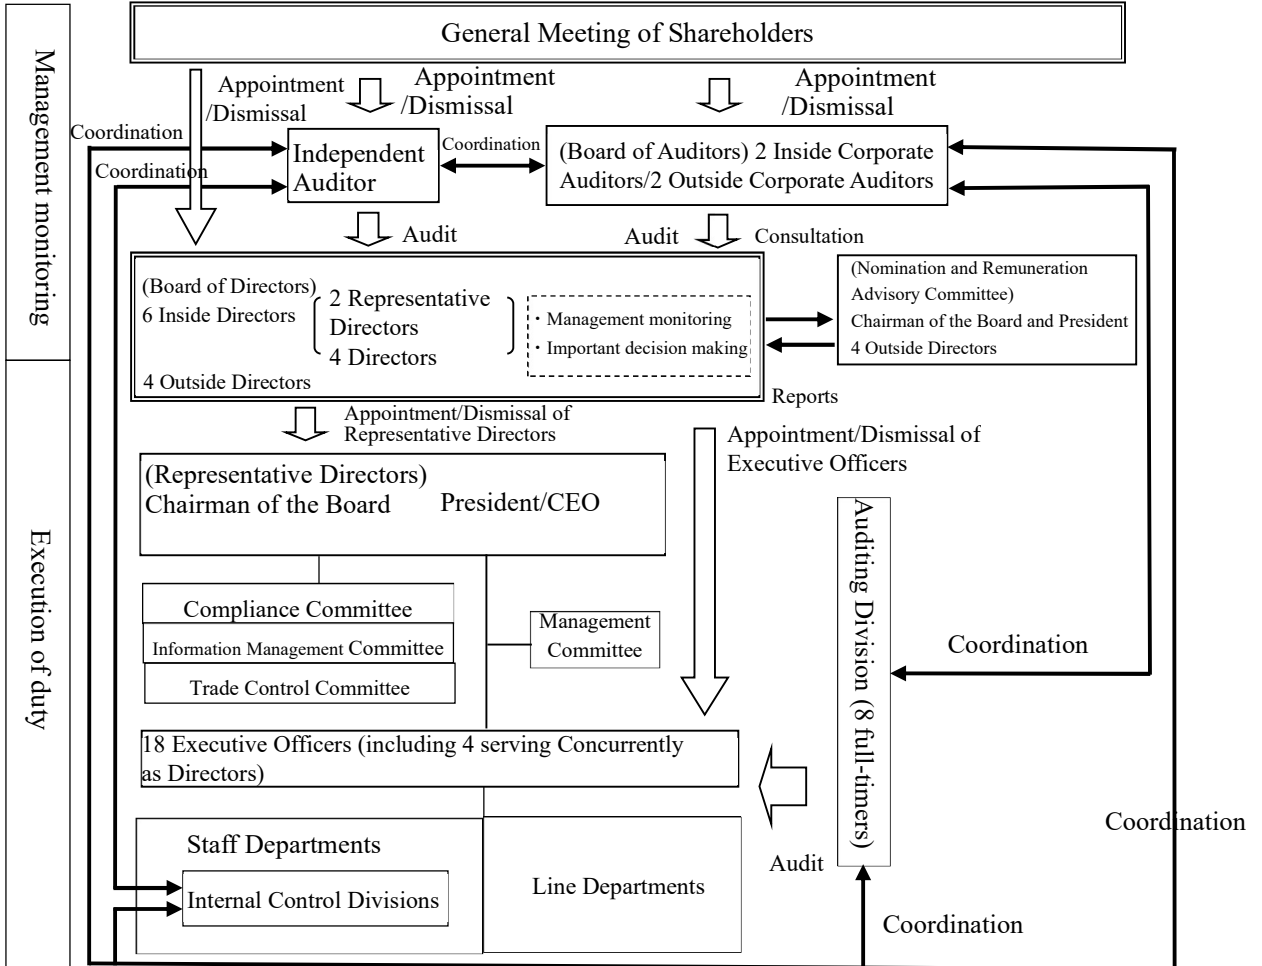 General Meeting of Shareholders
Management monitoring
Appointment
/Dismissal
Appointment
/Dismissal
Appointment
/Dismissal
Coordination
Coordination
Independent
Auditor
Coordination
(Board of Auditors) 2 Inside Corporate
Auditors/2 Outside Corporate Auditors
Audit
Audit
Consultation
(Board of Directors)
6 Inside Directors
2 Representative
Directors
4 Directors
4 Outside Directors
・Management monitoring
・Important decision making
(Nomination and Remuneration
Advisory Committee)
Chairman of the Board and President
4 Outside Directors
Reports
Appointment/Dismissal of
Representative Directors
Appointment/Dismissal of
Executive Officers
Execution of duty
(Representative Directors)
Chairman of the Board President/CEO
Compliance Committee
Information Management Committee
Trade Control Committee
Management
Committee
Auditing Division (8 full-timers)
Coordination
18 Executive Officers (including 4 serving Concurrently
as Directors)
Audit
Coordination
Staff Departments
Internal Control Divisions
Line Departments
Coordination